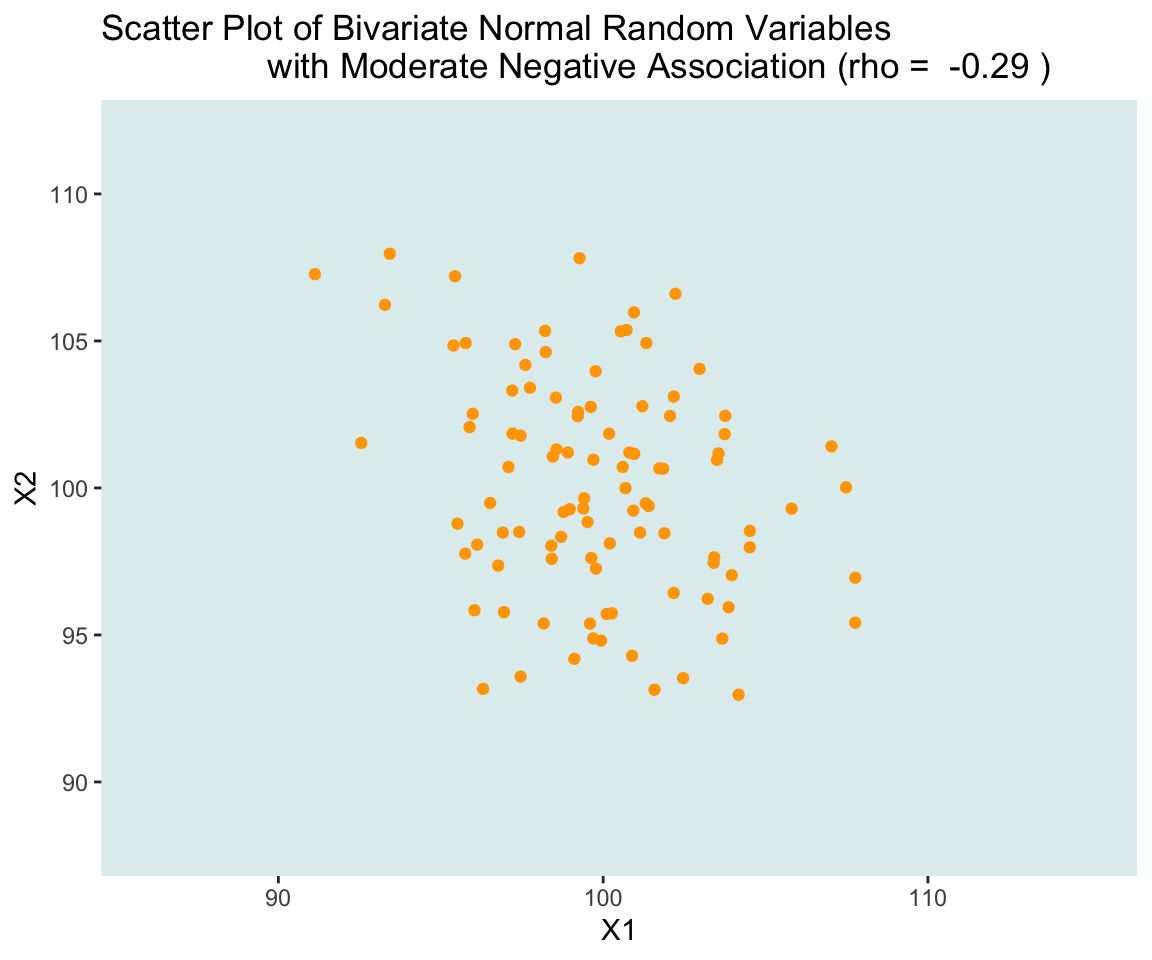 Scatter Plot of Bivariate Normal Random Variables
with Moderate Negative Association (rho =  -0.29 )
110
105
100
95
90
X2
90
100
110
X1